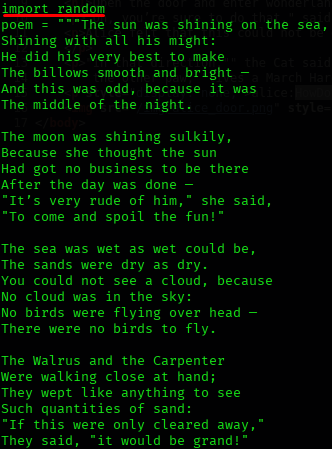 import random
poem = """The sun was shining on the sea,
Shining with all his might:
He did his very best to make
The billows smooth and bright —
And this was odd, because it was
The middle of the night.

The moon was shining sulkily,
Because she thought the sun
Had got no business to be there
After the day was done —
"It’s very rude of him," she said,
"To come and spoil the fun!"

The sea was wet as wet could be,
The sands were dry as dry.
You could not see a cloud, because
No cloud was in the sky:
No birds were flying over head —
There were no birds to fly.

The Walrus and the Carpenter
Were walking close at hand;
They wept like anything to see
Such quantities of sand:
"If this were only cleared away,"
They said, "it would be grand!"